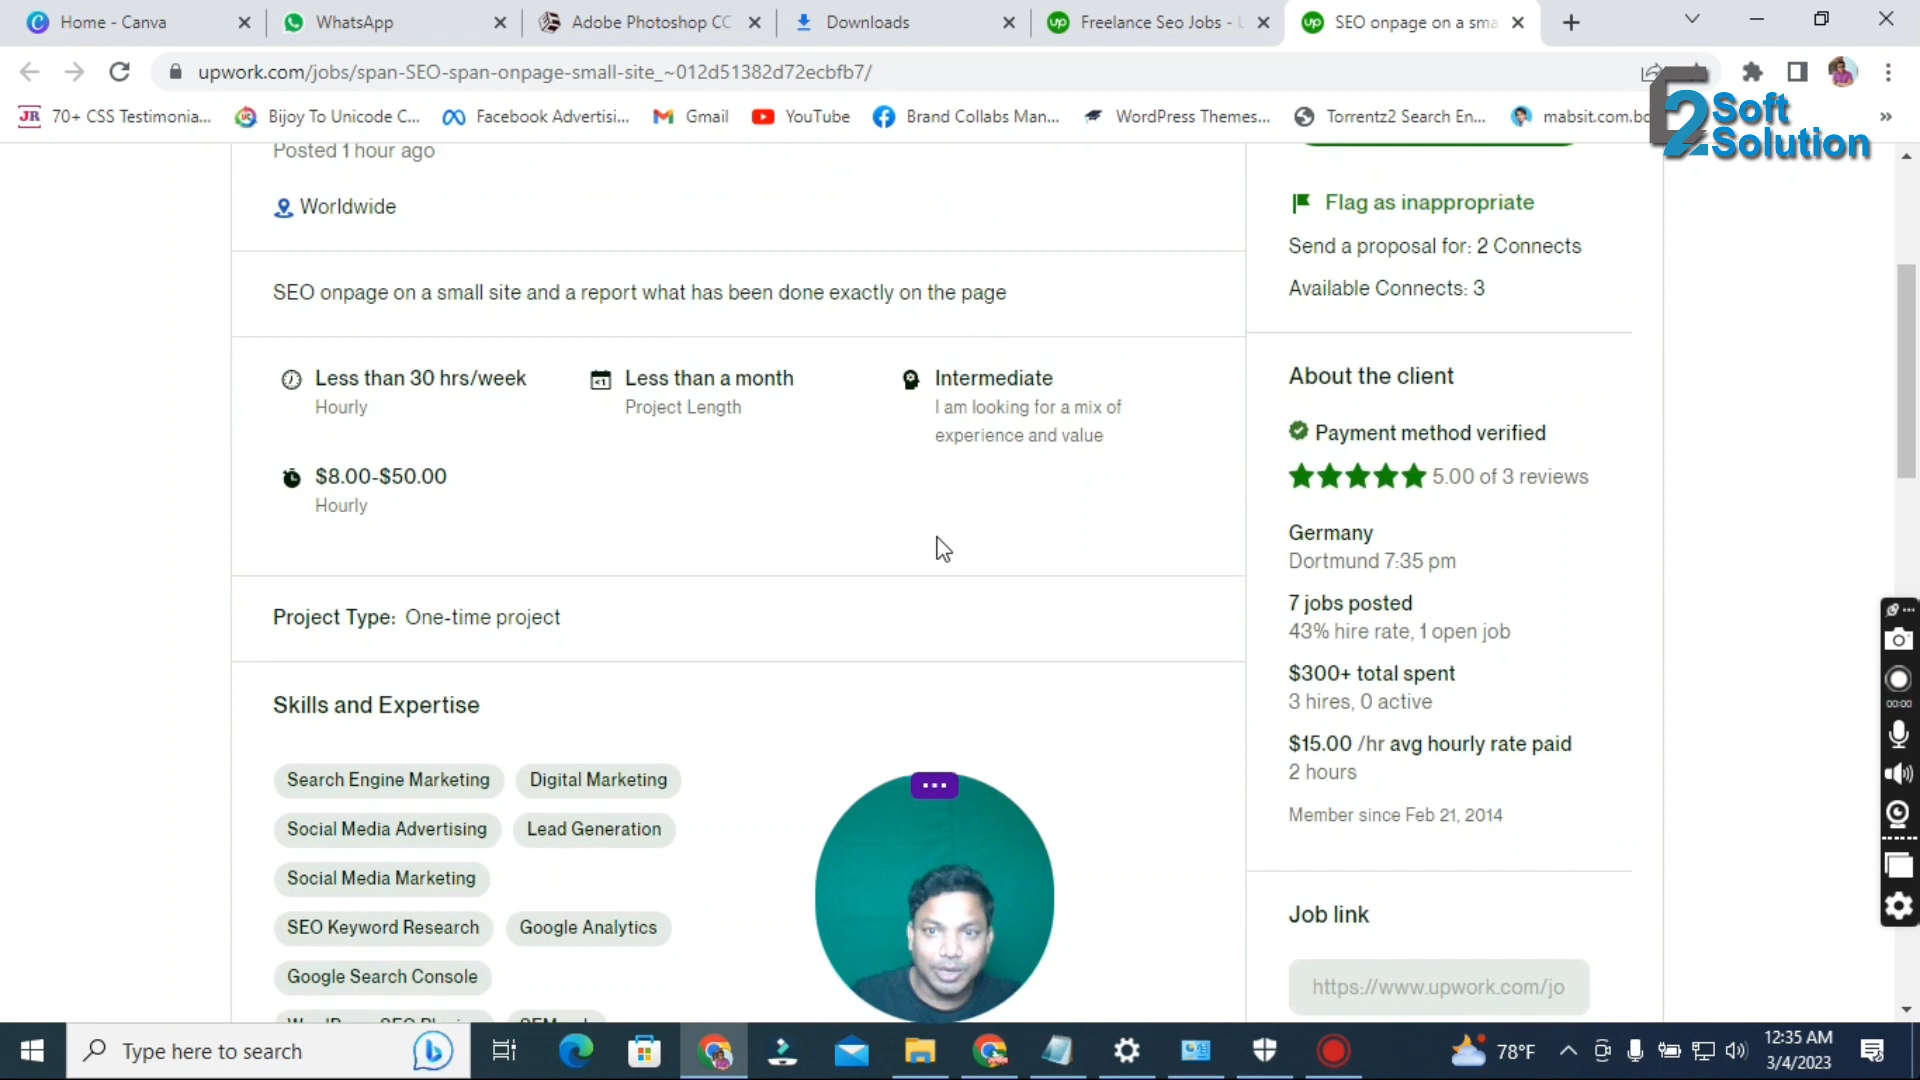 Home - Canva
WhatsApp
Adobe Photoshop CC
Downloads
Freelance Seo Jobs -
SEO onpage on a sma
upwork.com/jobs/span-SEO-span-onpage-small-site_~012d51382d72ecbfb7/
JR 70+ CSS Testimonia...
Bijoy To Unicode C...
Facebook Advertisi...
Gmail
YouTube
Brand Collabs Man...
WordPress Themes...
Torrentz2 Search En...
mabsit.com.b
2 Soft
Solution
Posted 1 hour ago
Worldwide
SEO onpage on a small site and a report what has been done exactly on the page
Less than 30 hrs/week
Hourly
Less than a month
Project Length
Intermediate
I am looking for a mix of
experience and value
$8.00-$50.00
Hourly
Project Type: One-time project
Skills and Expertise
Search Engine Marketing
Digital Marketing
Social Media Advertising
Lead Generation
Social Media Marketing
SEO Keyword Research
Google Analytics
Google Search Console
Flag as inappropriate
Send a proposal for: 2 Connects
Available Connects: 3
About the client
Payment method verified
5.00 of 3 reviews
Germany
Dortmund 7:35 pm
7 jobs posted
43% hire rate, 1 open job
$300+ total spent
3 hires, 0 active
$15.00 /hr avg hourly rate paid
2 hours
Member since Feb 21, 2014
Job link
https://www.upwork.com/jo
00:00
Type here to search
78°F
12:35 AM
3/4/2023